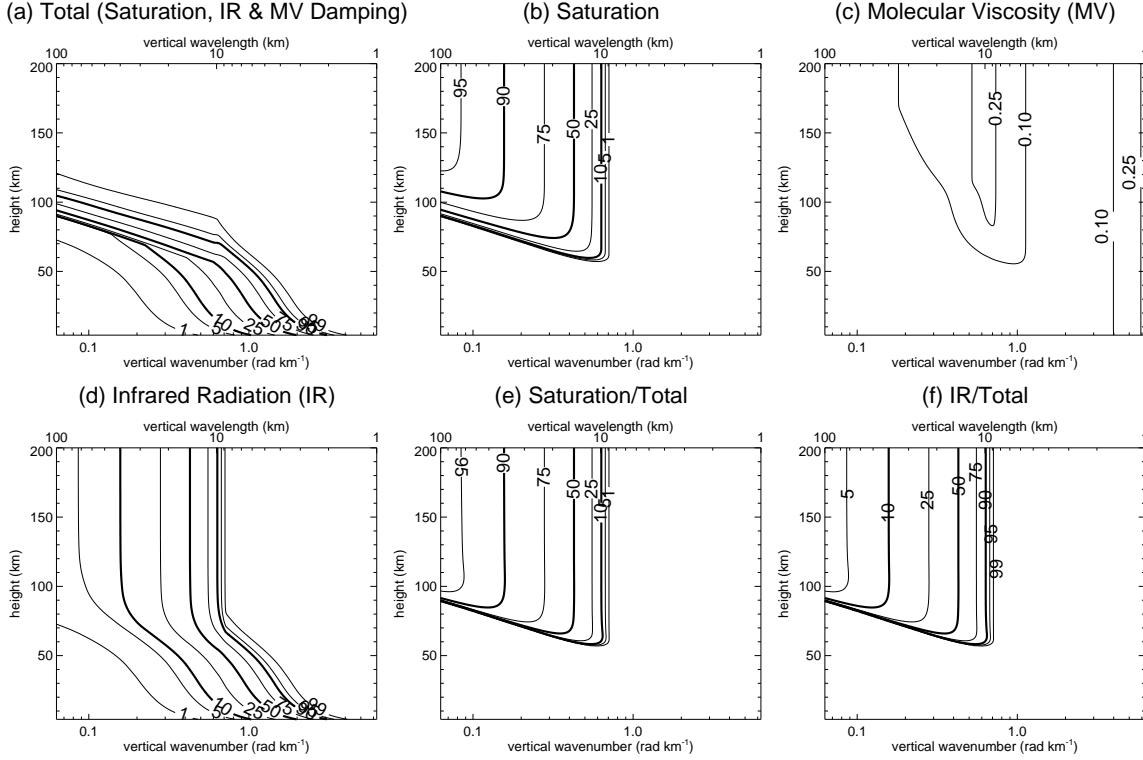 (a) Total (Saturation, IR & MV Damping)
vertical wavelength (km)
100 10 1
200
150
100
50
height (km)
1 5 10 25 50 75 90
0.1 1.0
vertical wavenumber (rad km⁻¹)
(b) Saturation
vertical wavelength (km)
100 10 1
200
150
100
50
height (km)
95 90 75 50 25 10 5 1
0.1 1.0
vertical wavenumber (rad km⁻¹)
(c) Molecular Viscosity (MV)
vertical wavelength (km)
100 10 1
200
150
100
50
height (km)
0.25 0.10 0.10 0.25
0.1 1.0
vertical wavenumber (rad km⁻¹)
(d) Infrared Radiation (IR)
vertical wavelength (km)
100 10 1
200
150
100
50
height (km)
1 5 10 25 50 75 90
0.1 1.0
vertical wavenumber (rad km⁻¹)
(e) Saturation/Total
vertical wavelength (km)
100 10 1
200
150
100
50
height (km)
95 90 75 50 25 10 5 1
0.1 1.0
vertical wavenumber (rad km⁻¹)
(f) IR/Total
vertical wavelength (km)
100 10 1
200
150
100
50
height (km)
5 10 25 50 75 90 95 99
0.1 1.0
vertical wavenumber (rad km⁻¹)